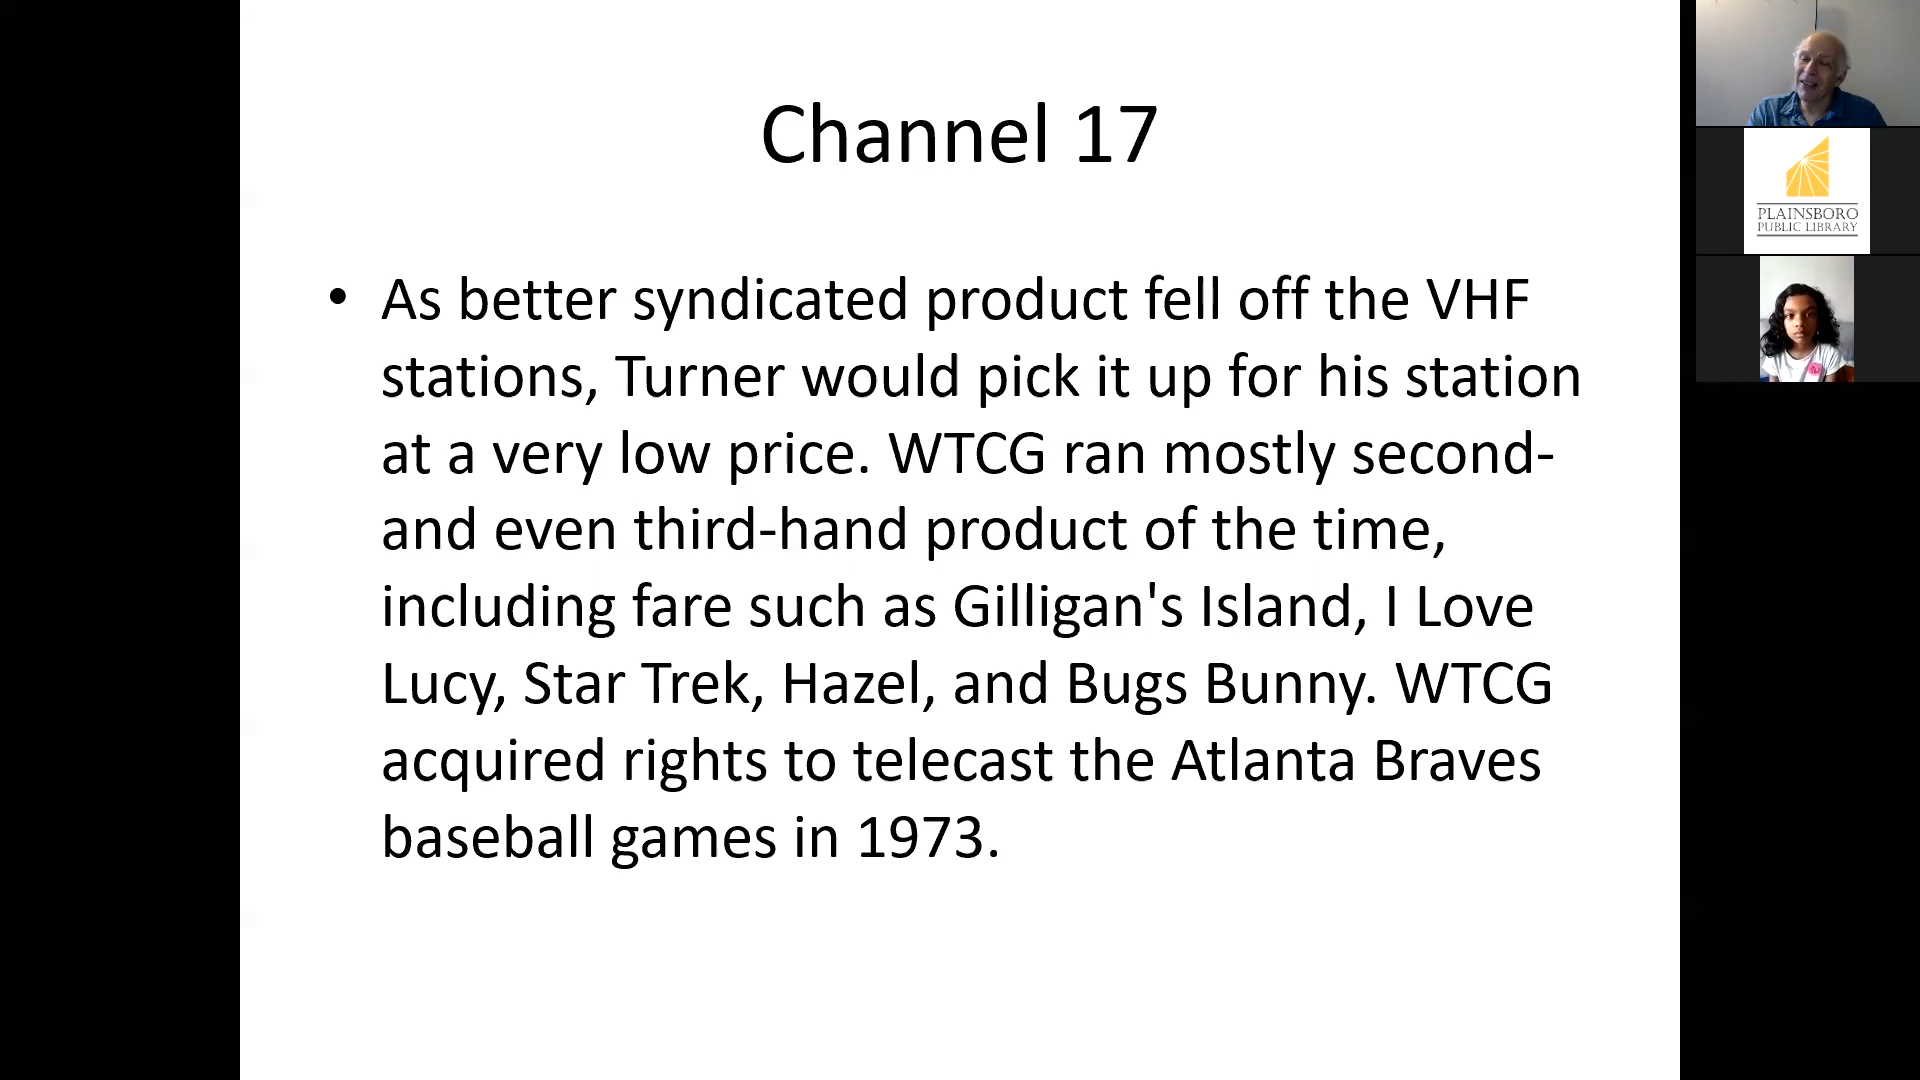 Channel 17
• As better syndicated product fell off the VHF
stations, Turner would pick it up for his station
at a very low price. WTCG ran mostly second-
and even third-hand product of the time,
including fare such as Gilligan's Island, I Love
Lucy, Star Trek, Hazel, and Bugs Bunny. WTCG
acquired rights to telecast the Atlanta Braves
baseball games in 1973.
PLAINSBORO
PUBLIC LIBRARY